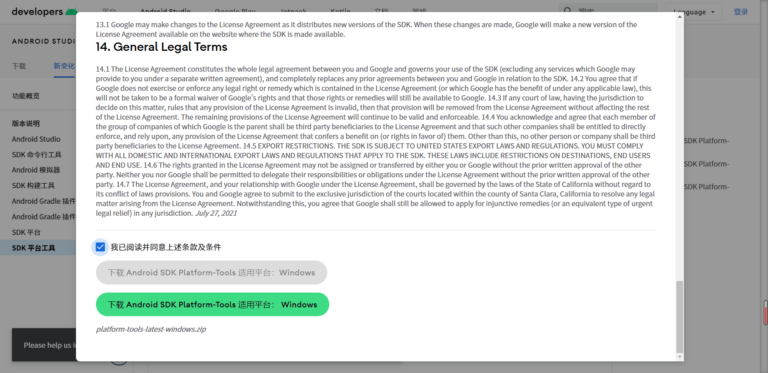 developers
平台
Android Studio
Google Play
Jetpack
Kotlin
文档
游戏
搜索
Language
登录
ANDROID STUDIO
下载
新变化
功能概览
版本说明
Android Studio
SDK 命令行工具
Android 模拟器
SDK 构建工具
Android Gradle 插件
Android Gradle 插件
SDK 平台
SDK 平台工具
13.1 Google may make changes to the License Agreement as it distributes new versions of the SDK. When these changes are made, Google will make a new version of the
License Agreement available on the website where the SDK is made available.
14. General Legal Terms
14.1 The License Agreement constitutes the whole legal agreement between you and Google and governs your use of the SDK (excluding any services which Google may
provide to you under a separate written agreement), and completely replaces any prior agreements between you and Google in relation to the SDK. 14.2 You agree that if
Google does not exercise or enforce any legal right or remedy which is contained in the License Agreement (or which Google has the benefit of under any applicable law), this
will not be taken to be a formal waiver of Google's rights and that those rights or remedies will still be available to Google. 14.3 If any court of law, having the jurisdiction to
decide on this matter, rules that any provision of the License Agreement is invalid, then that provision will be removed from the License Agreement without affecting the rest
of the License Agreement. The remaining provisions of the License Agreement will continue to be valid and enforceable. 14.4 You acknowledge and agree that each member of
the group of companies of which Google is the parent shall be third party beneficiaries to the License Agreement and that such other companies shall be entitled to directly
enforce, and rely upon, any provision of the License Agreement that confers a benefit on (or rights in favor of) them. Other than this, no other person or company shall be third
party beneficiaries to the License Agreement. 14.5 EXPORT RESTRICTIONS. THE SDK IS SUBJECT TO UNITED STATES EXPORT LAWS AND REGULATIONS. YOU MUST COMPLY
WITH ALL DOMESTIC AND INTERNATIONAL EXPORT LAWS AND REGULATIONS THAT APPLY TO THE SDK. THESE LAWS INCLUDE RESTRICTIONS ON DESTINATIONS, END USERS
AND END USE. 14.6 The rights granted in the License Agreement may not be assigned or transferred by either you or Google without the prior written approval of the other
party. Neither you nor Google shall be permitted to delegate their responsibilities or obligations under the License Agreement without the prior written approval of the other
party. 14.7 The License Agreement, and your relationship with Google under the License Agreement, shall be governed by the laws of the State of California without regard to
its conflict of laws provisions. You and Google agree to submit to the exclusive jurisdiction of the courts located within the county of Santa Clara, California to resolve any legal
matter arising from the License Agreement. Notwithstanding this, you agree that Google shall still be allowed to apply for injunctive remedies (or an equivalent type of urgent
legal relief) in any jurisdiction. July 27, 2021
我已阅读并同意上述条款及条件
下载 Android SDK Platform-Tools 适用平台： Windows
下载 Android SDK Platform-Tools 适用平台： Windows
platform-tools-latest-windows.zip
SDK Platform-
SDK Platform-
SDK Platform-
Please help us i